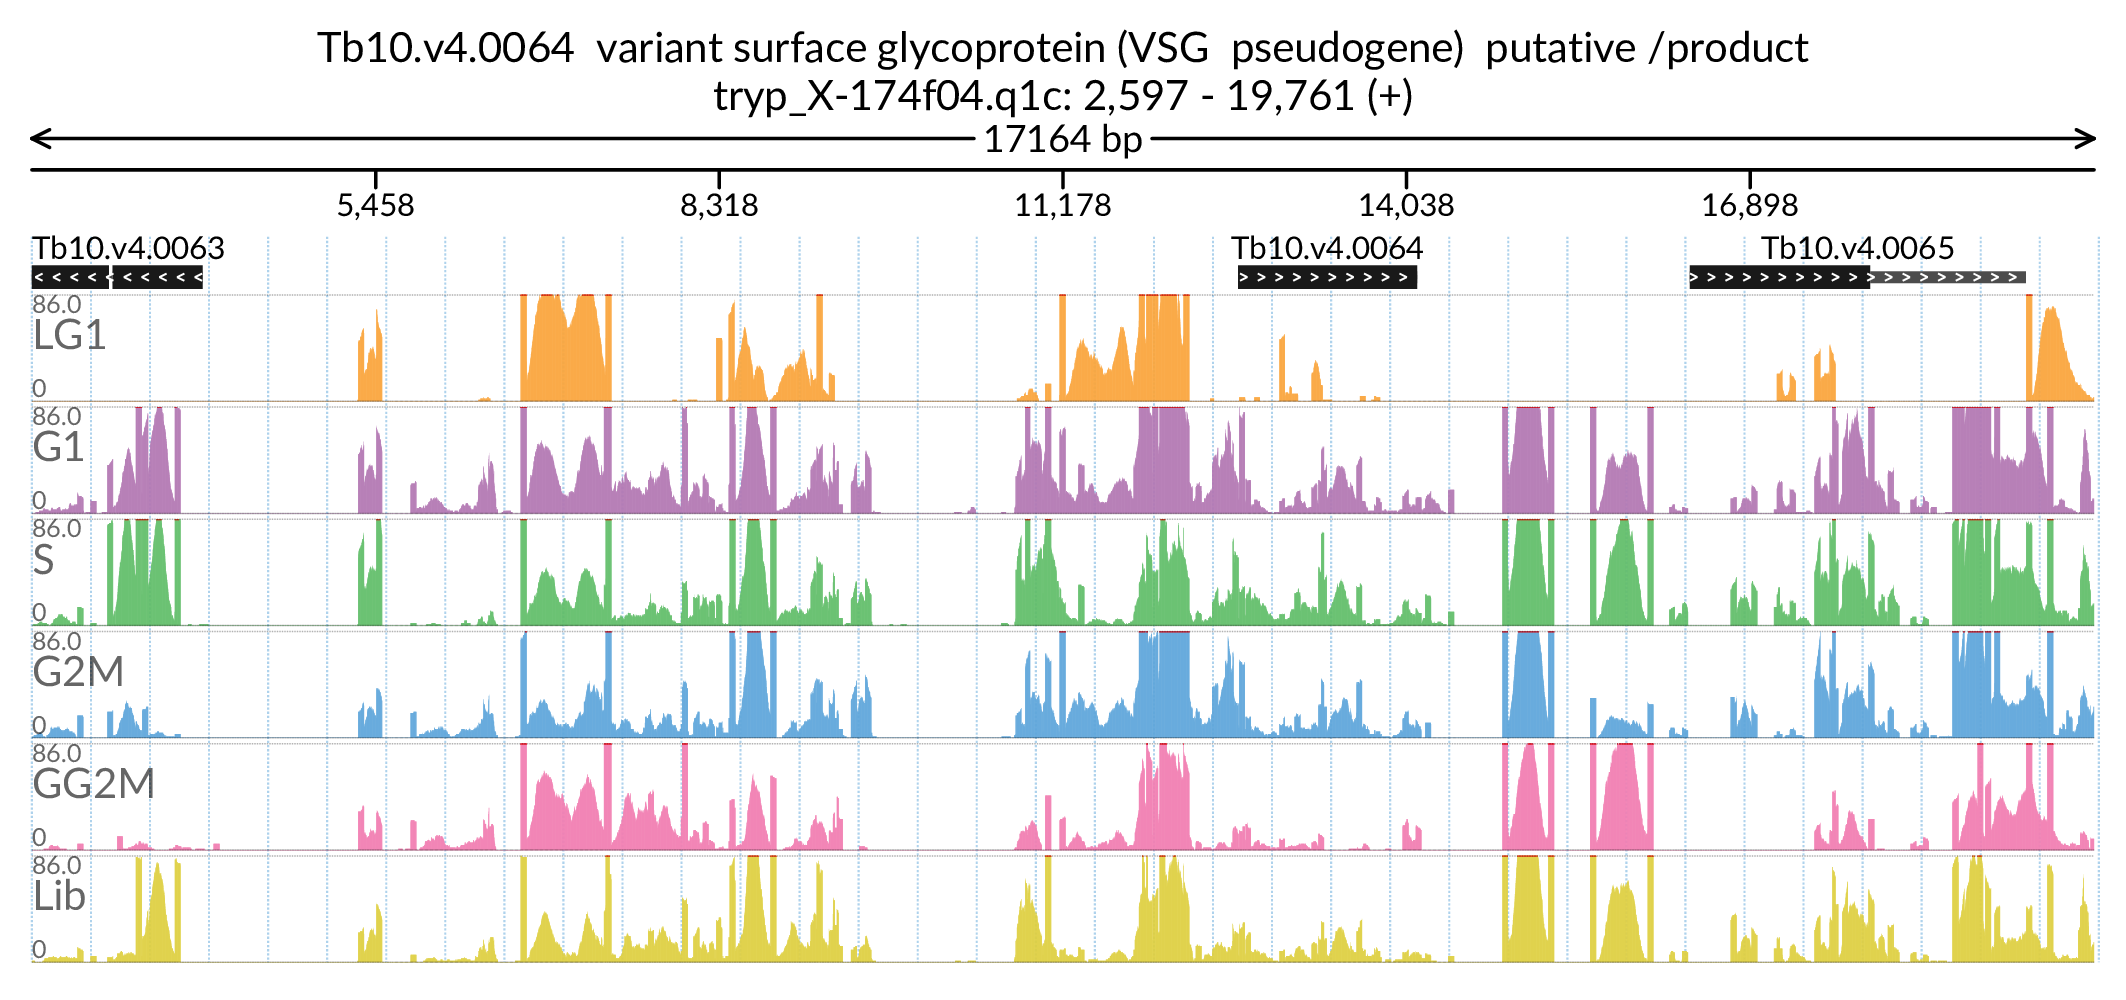 Tb10.v4.0064  variant surface glycoprotein (VSG  pseudogene)  putative /product
tryp_X-174f04.q1c: 2,597 - 19,761 (+)
17164 bp
5,458 8,318 11,178 14,038 16,898
Tb10.v4.0063 Tb10.v4.0064 Tb10.v4.0065
86.0
LG1
0
86.0
G1
0
86.0
S
0
86.0
G2M
0
86.0
GG2M
0
86.0
Lib
0